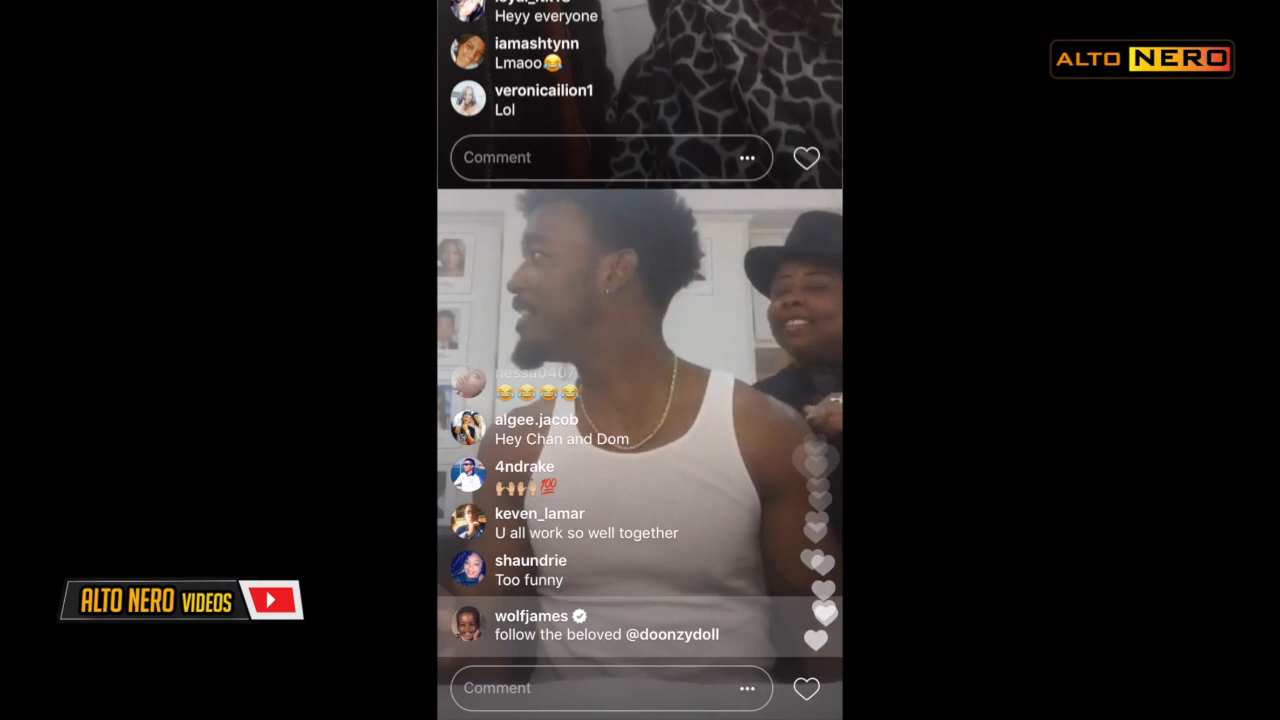 Heyy everyone
iamashtynn
Lmaoo😂
veronicailion1
Lol
Comment
ALTO NERO
nessa0407
😂😂😂😂
algee.jacob
Hey Chan and Dom
4ndrake
🙌🏼🙌🏼💯
keven_lamar
U all work so well together
shaundrie
Too funny
wolfjames
follow the beloved @doonzydoll
Comment
ALTO NERO VIDEOS